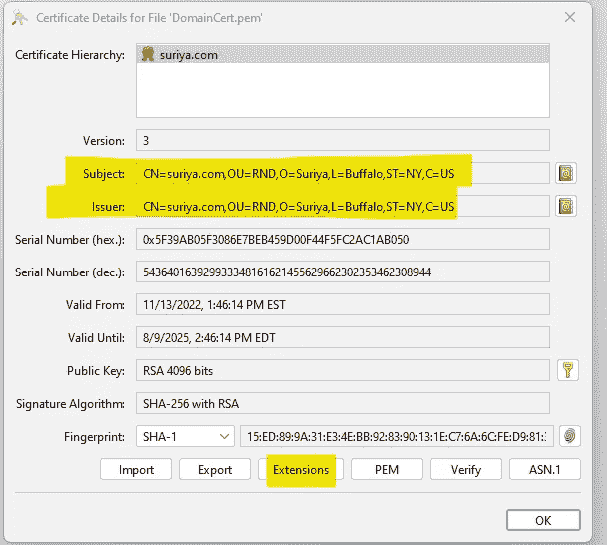 Certificate Details for File 'DomainCert.pem'
Certificate Hierarchy:
suriya.com
Version: 3
Subject: CN=suriya.com,OU=RND,O=Suriya,L=Buffalo,ST=NY,C=US
Issuer: CN=suriya.com,OU=RND,O=Suriya,L=Buffalo,ST=NY,C=US
Serial Number (hex.): 0x5F39AB05F3086E7BEB459D00F44F5FC2AC1AB050
Serial Number (dec.): 543640163929933348161621455629662302353462308944
Valid From: 11/13/2022, 1:46:14 PM EST
Valid Until: 8/9/2025, 2:46:14 PM EDT
Public Key: RSA 4096 bits
Signature Algorithm: SHA-256 with RSA
Fingerprint: SHA-1 15:ED:89:9A:31:E3:4E:BB:92:83:90:13:1E:C7:6A:6C:FE:D9:81:
Import Export Extensions PEM Verify ASN.1
OK